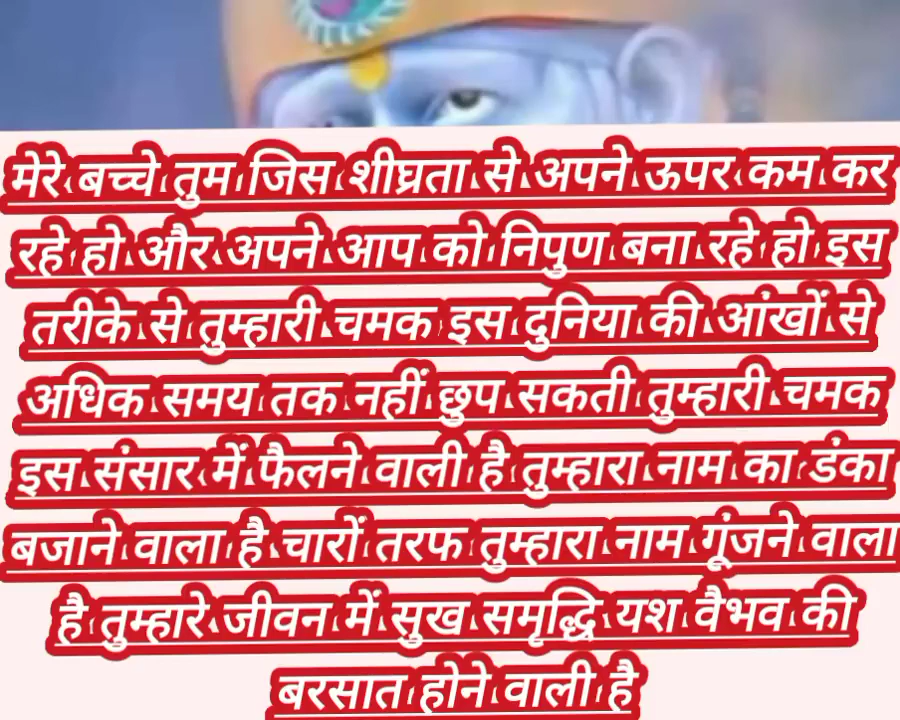 मेरे बच्चे तुम जिस शीघ्रता से अपने ऊपर कम कर
रहे हो और अपने आप को निपुण बना रहे हो इस
तरीके से तुम्हारी चमक इस दुनिया की आंखों से
अधिक समय तक नहीं छुप सकती तुम्हारी चमक
इस संसार में फैलने वाली है तुम्हारा नाम का डंका
बजाने वाला है चारों तरफ तुम्हारा नाम गूंजने वाला
है तुम्हारे जीवन में सुख समृद्धि यश वैभव की
बरसात होने वाली है